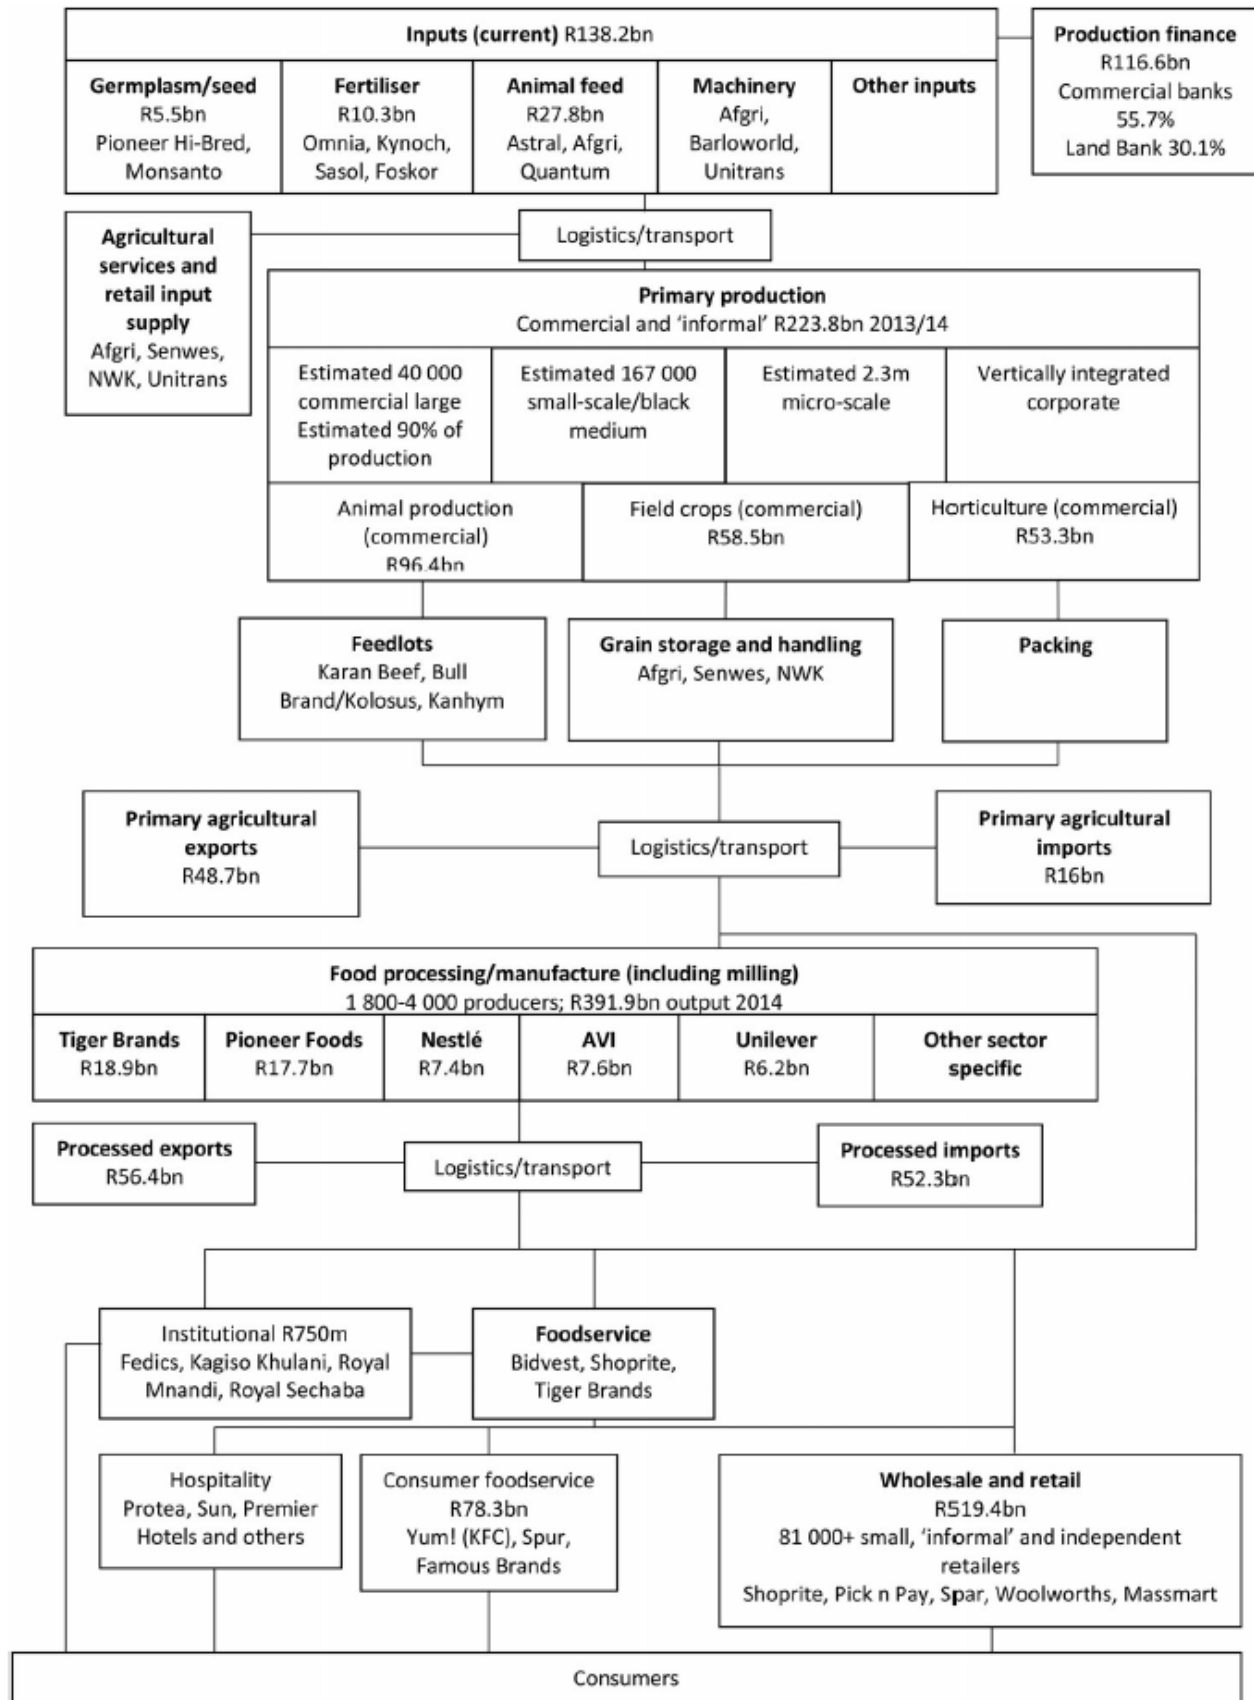 Inputs (current) R138.2bn
Germplasm/seed
R5.5bn
Pioneer Hi-Bred,
Monsanto
Fertiliser
R10.3bn
Omnia, Kynoch,
Sasol, Foskor
Animal feed
R27.8bn
Astral, Afgri,
Quantum
Machinery
Afgri,
Barloworld,
Unitrans
Other inputs
Production finance
R116.6bn
Commercial banks
55.7%
Land Bank 30.1%
Logistics/transport
Agricultural
services and
retail input
supply
Afgri, Senwes,
NWK, Unitrans
Primary production
Commercial and ‘informal’ R223.8bn 2013/14
Estimated 40 000
commercial large
Estimated 90% of
production
Estimated 167 000
small-scale/black
medium
Estimated 2.3m
micro-scale
Vertically integrated
corporate
Animal production
(commercial)
R96.4bn
Field crops (commercial)
R58.5bn
Horticulture (commercial)
R53.3bn
Feedlots
Karan Beef, Bull
Brand/Kolosus, Kanhym
Grain storage and handling
Afgri, Senwes, NWK
Packing
Primary agricultural
exports
R48.7bn
Logistics/transport
Primary agricultural
imports
R16bn
Food processing/manufacture (including milling)
1 800-4 000 producers; R391.9bn output 2014
Tiger Brands
R18.9bn
Pioneer Foods
R17.7bn
Nestlé
R7.4bn
AVI
R7.6bn
Unilever
R6.2bn
Other sector
specific
Processed exports
R56.4bn
Logistics/transport
Processed imports
R52.3bn
Institutional R750m
Fedics, Kagiso Khulani, Royal
Mnandi, Royal Sechaba
Foodservice
Bidvest, Shoprite,
Tiger Brands
Hospitality
Protea, Sun, Premier
Hotels and others
Consumer foodservice
R78.3bn
Yum! (KFC), Spur,
Famous Brands
Wholesale and retail
R519.4bn
81 000+ small, ‘informal’ and independent
retailers
Shoprite, Pick n Pay, Spar, Woolworths, Massmart
Consumers